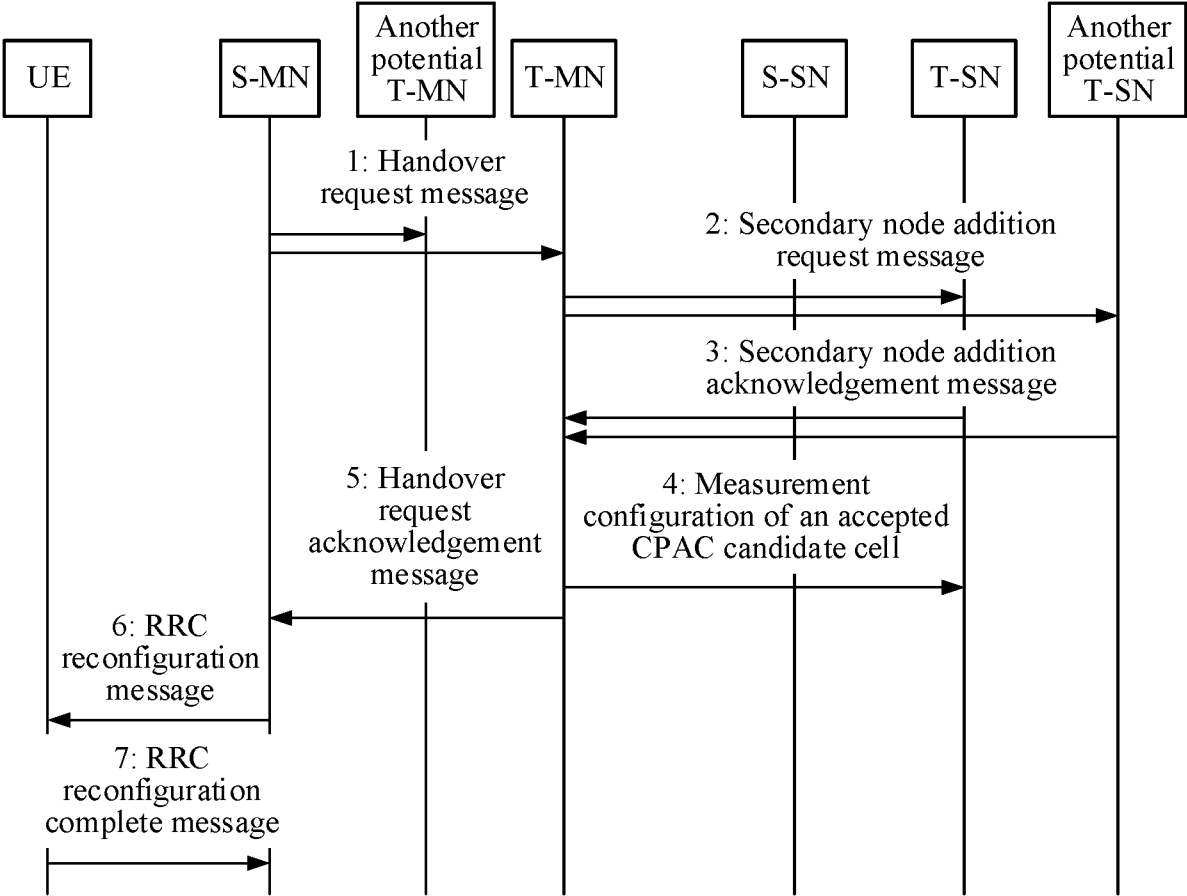 UE
S-MN
Another
potential
T-MN
T-MN
S-SN
T-SN
Another
potential
T-SN
1: Handover
request message
2: Secondary node addition
request message
3: Secondary node addition
acknowledgement message
4: Measurement
configuration of an accepted
CPAC candidate cell
5: Handover
request
acknowledgement
message
6: RRC
reconfiguration
message
7: RRC
reconfiguration
complete message